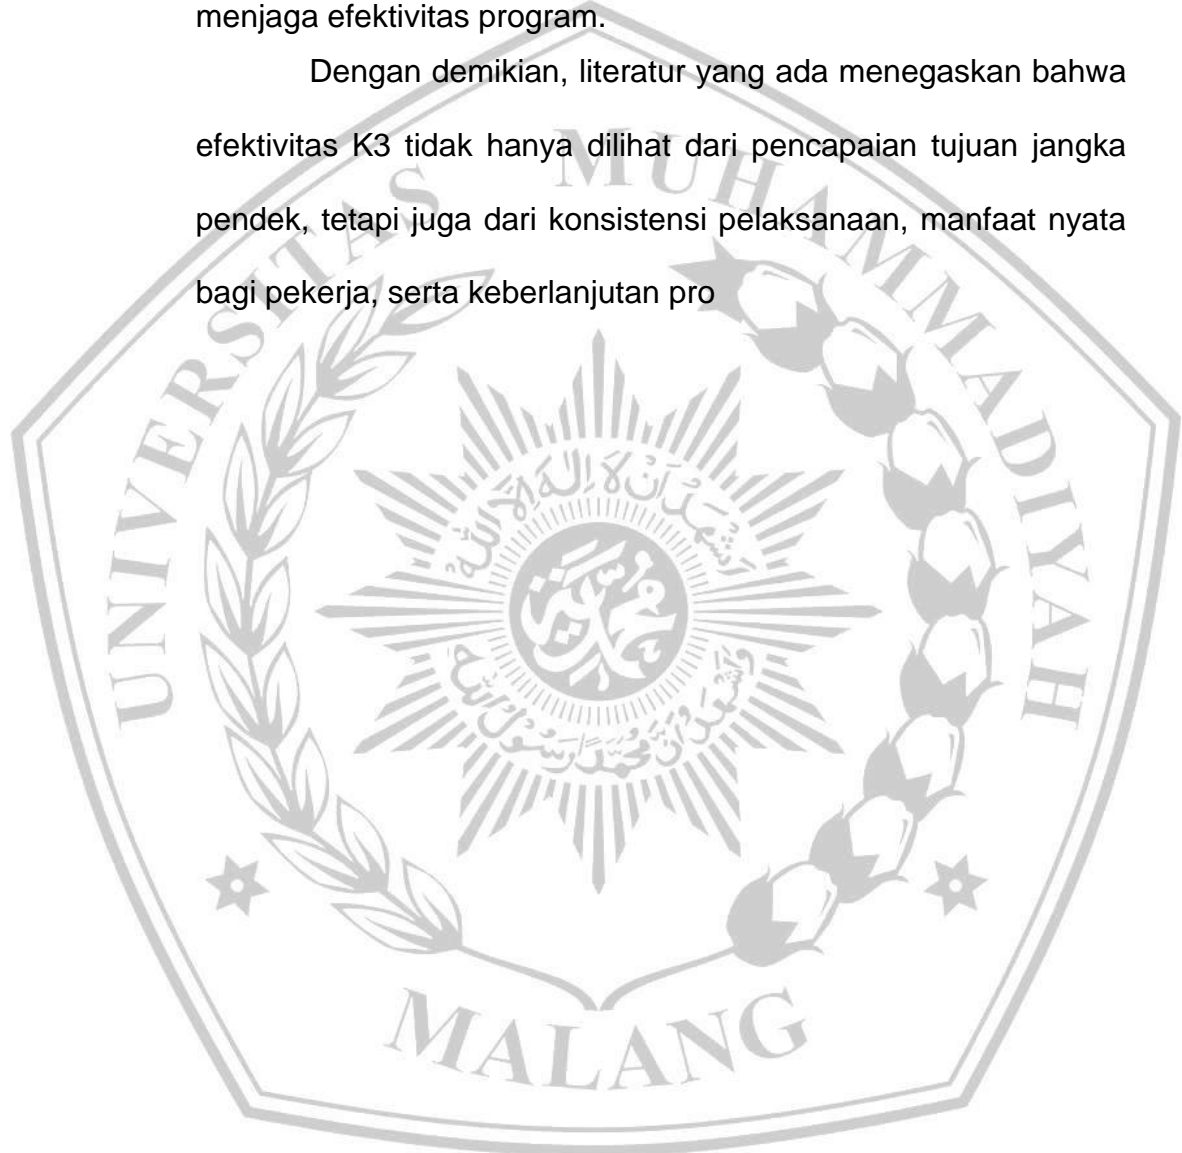 menjaga efektivitas program.
Dengan demikian, literatur yang ada menegaskan bahwa
efektivitas K3 tidak hanya dilihat dari pencapaian tujuan jangka
pendek, tetapi juga dari konsistensi pelaksanaan, manfaat nyata
bagi pekerja, serta keberlanjutan pro
UNIVERSITAS MUHAMMADIYAH
MALANG